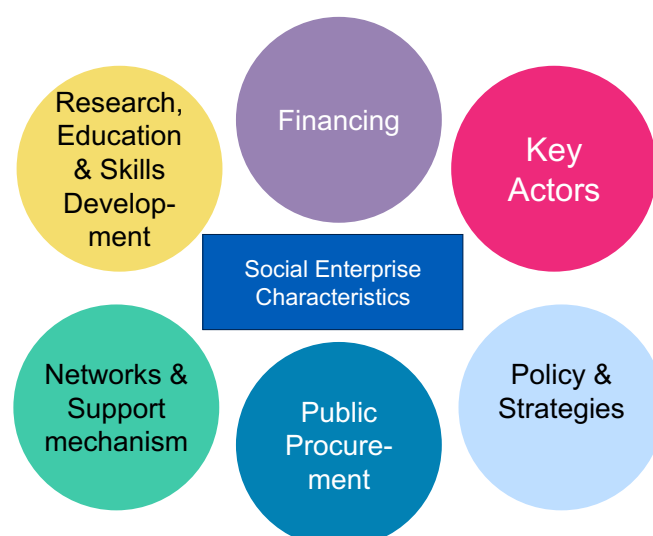 Research,
Education
& Skills
Develop-
ment
Financing
Key
Actors
Social Enterprise
Characteristics
Networks &
Support
mechanism
Public
Procure-
ment
Policy &
Strategies